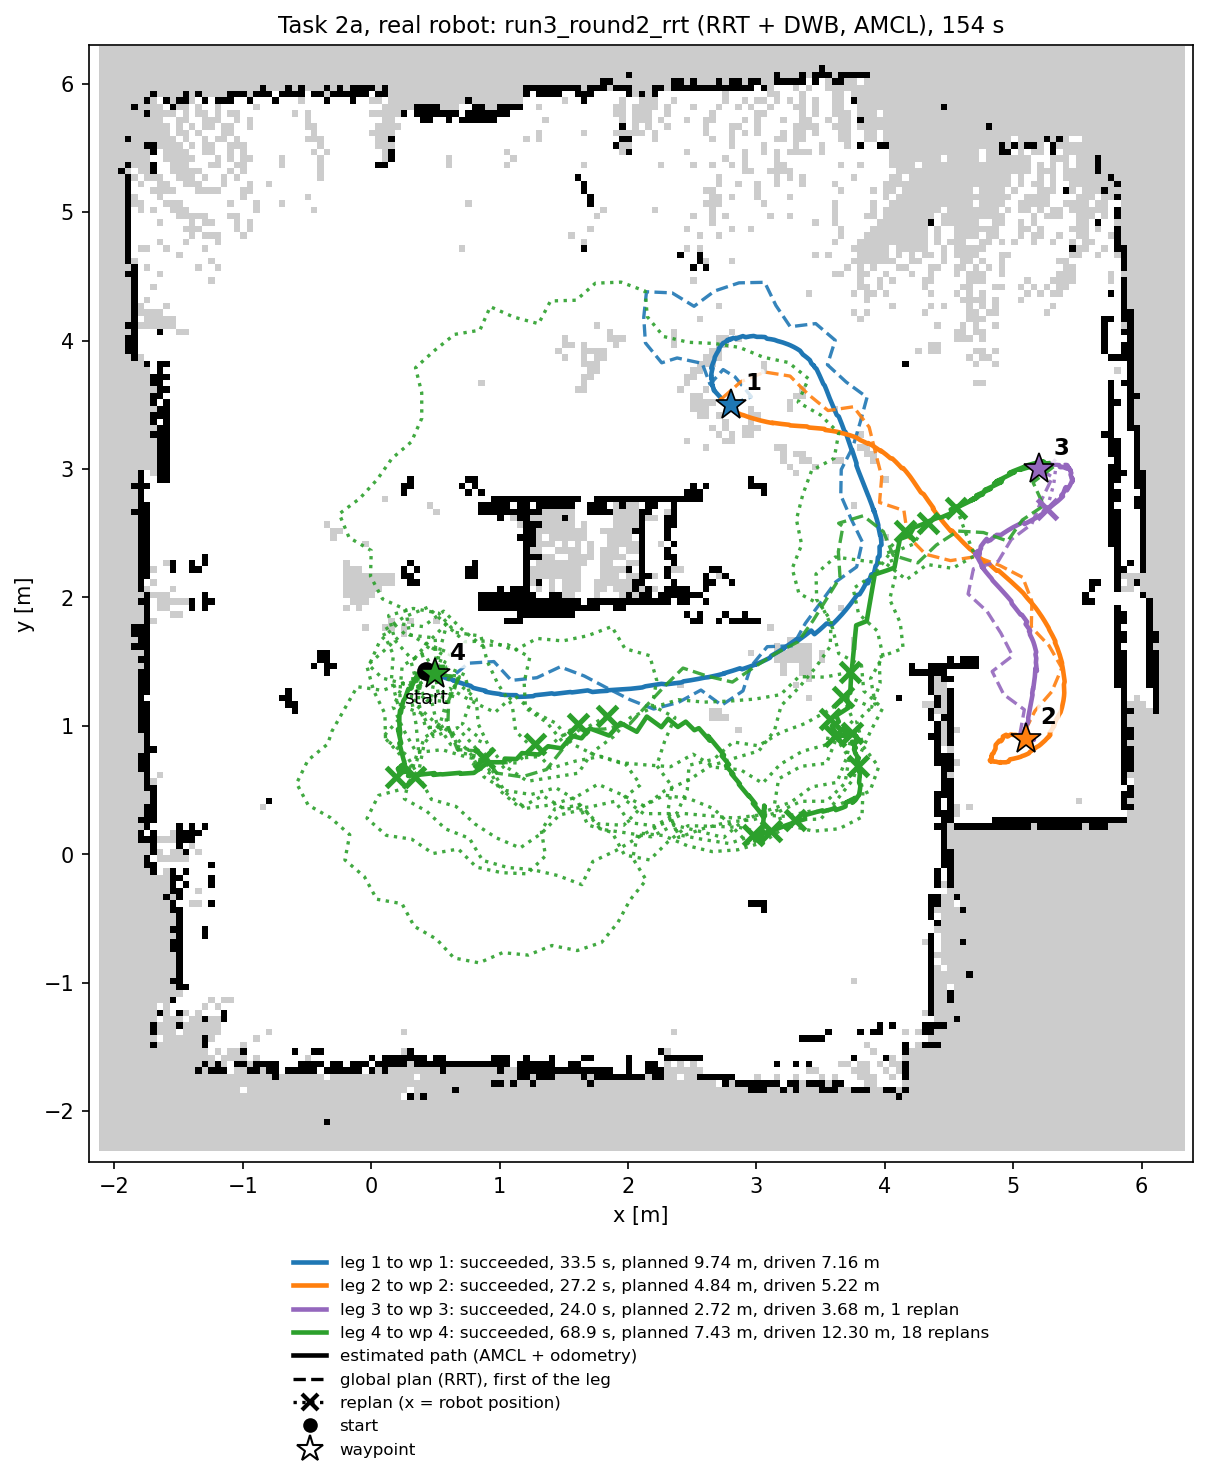 Task 2a, real robot: run3_round2_rrt (RRT + DWB, AMCL), 154 s
6
5
4
3
2
1
0
−1
−2
y [m]
1
3
4
start
2
−2
−1
0
1
2
3
4
5
6
x [m]
leg 1 to wp 1: succeeded, 33.5 s, planned 9.74 m, driven 7.16 m
leg 2 to wp 2: succeeded, 27.2 s, planned 4.84 m, driven 5.22 m
leg 3 to wp 3: succeeded, 24.0 s, planned 2.72 m, driven 3.68 m, 1 replan
leg 4 to wp 4: succeeded, 68.9 s, planned 7.43 m, driven 12.30 m, 18 replans
estimated path (AMCL + odometry)
global plan (RRT), first of the leg
replan (x = robot position)
start
waypoint